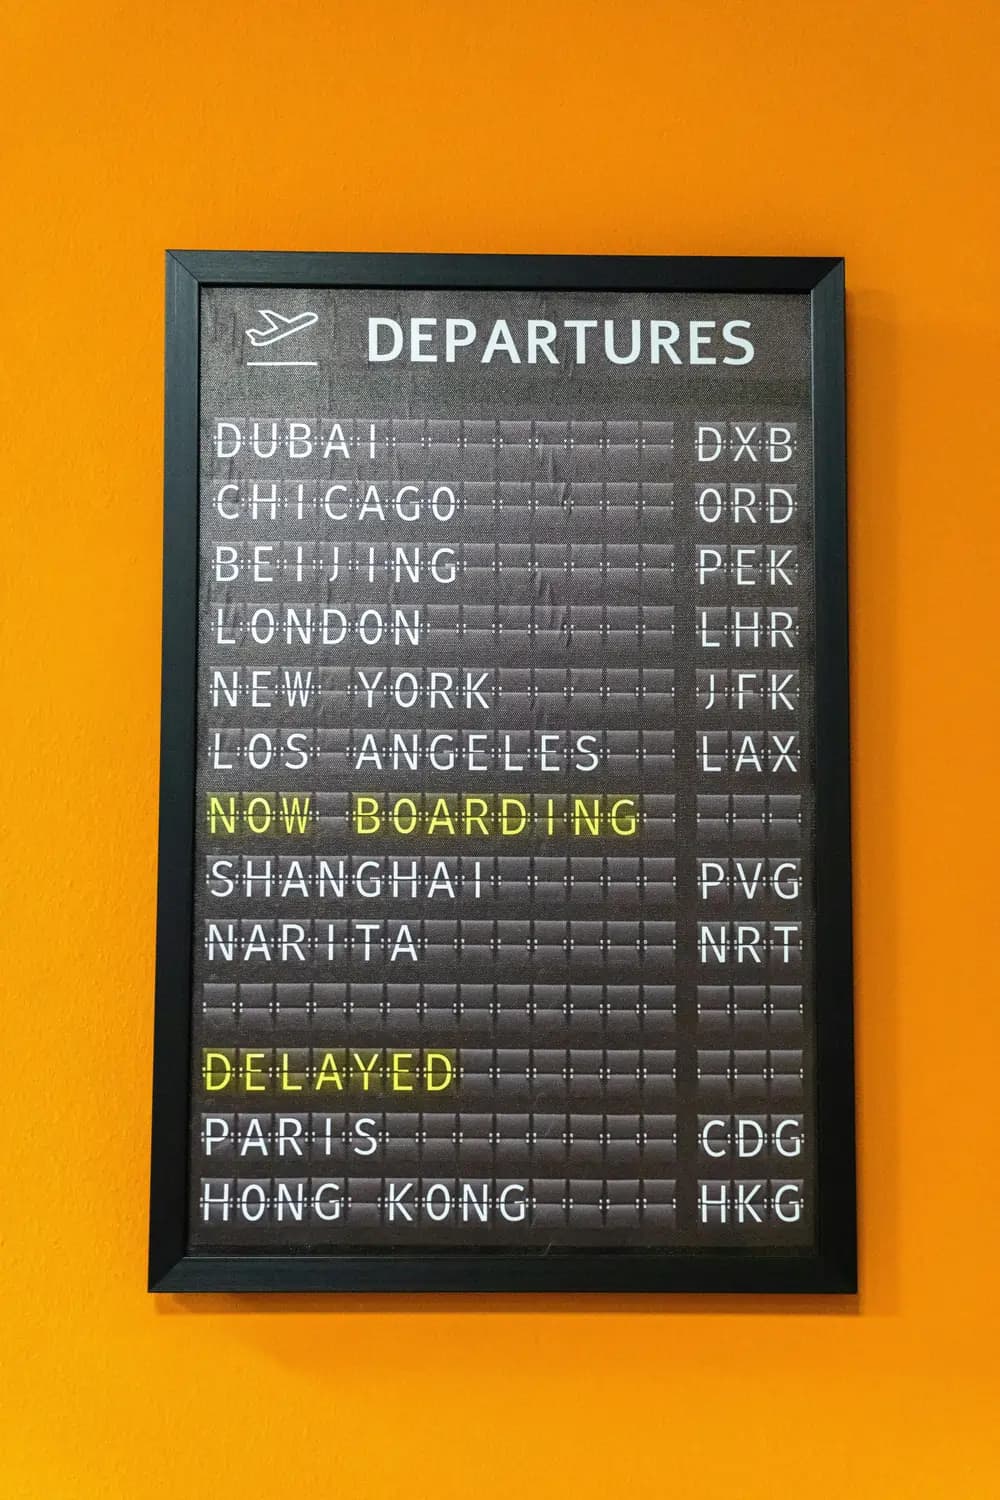 DEPARTURES
DUBAI DXB
CHICAGO ORD
BEIJING PEK
LONDON LHR
NEW YORK JFK
LOS ANGELES LAX
NOW BOARDING
SHANGHAI PVG
NARITA NRT
DELAYED
PARIS CDG
HONG KONG HKG